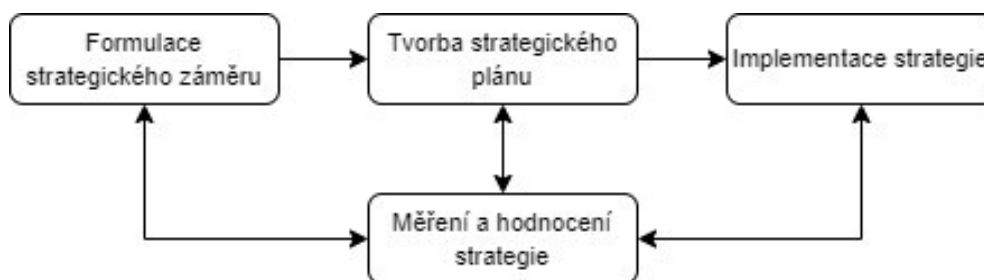 Formulace
strategického záměru
Tvorba strategického
plánu
Implementace strategie
Měření a hodnocení
strategie